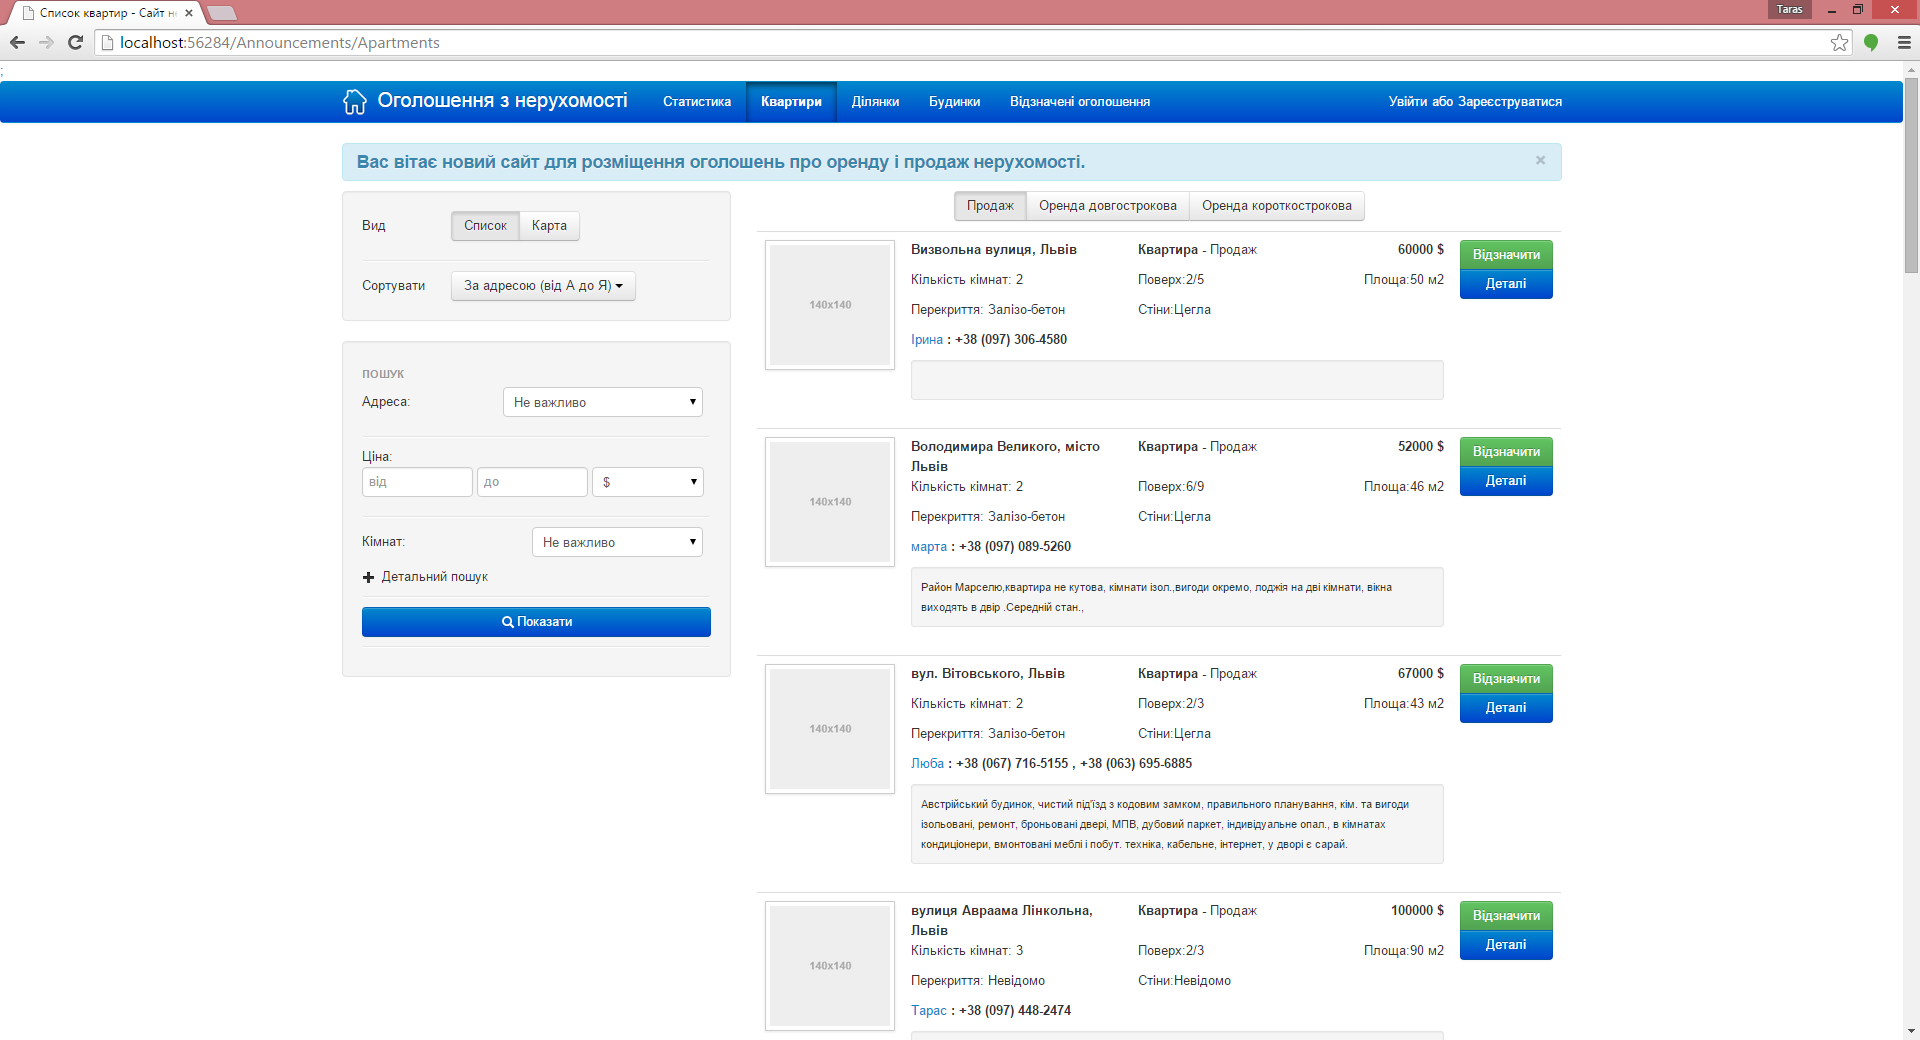 Список квартир - Сайт
Taras
localhost:56284/Announcements/Apartments
;
Оголошення з нерухомості
Статистика
Квартири
Ділянки
Будинки
Відзначені оголошення
Увійти або Зареєструватися
Вас вітає новий сайт для розміщення оголошень про оренду і продаж нерухомості.
×
Вид
Список
Карта
Сортувати
За адресою (від А до Я)
ПОШУК
Адреса:
Не важливо
Ціна:
від
до
$
Кімнат:
Не важливо
Детальний пошук
Показати
Продаж
Оренда довгострокова
Оренда короткострокова
140x140
Визвольна вулиця, Львів
Квартира - Продаж
60000 $
Кількість кімнат: 2
Поверх:2/5
Площа:50 м2
Перекриття: Залізо-бетон
Стіни:Цегла
Ірина : +38 (097) 306-4580
Відзначити
Деталі
140x140
Володимира Великого, місто
Львів
Квартира - Продаж
52000 $
Кількість кімнат: 2
Поверх:6/9
Площа:46 м2
Перекриття: Залізо-бетон
Стіни:Цегла
марта : +38 (097) 089-5260
Район Марселю,квартира не кутова, кімнати ізол.,вигоди окремо, лоджія на дві кімнати, вікна
виходять в двір .Середній стан.,
Відзначити
Деталі
140x140
вул. Вітовського, Львів
Квартира - Продаж
67000 $
Кількість кімнат: 2
Поверх:2/3
Площа:43 м2
Перекриття: Залізо-бетон
Стіни:Цегла
Люба : +38 (067) 716-5155 , +38 (063) 695-6885
Австрійський будинок, чистий під'їзд з кодовим замком, правильного планування, кім. та вигоди
ізольовані, ремонт, броньовані двері, МПВ, дубовий паркет, індивідуальне опал., в кімнатах
кондиціонери, вмонтовані меблі і побут. техніка, кабельне, інтернет, у дворі є сарай.
Відзначити
Деталі
140x140
вулиця Авраама Лінкольна,
Львів
Квартира - Продаж
100000 $
Кількість кімнат: 3
Поверх:2/3
Площа:90 м2
Перекриття: Невідомо
Стіни:Невідомо
Тарас : +38 (097) 448-2474
Відзначити
Деталі